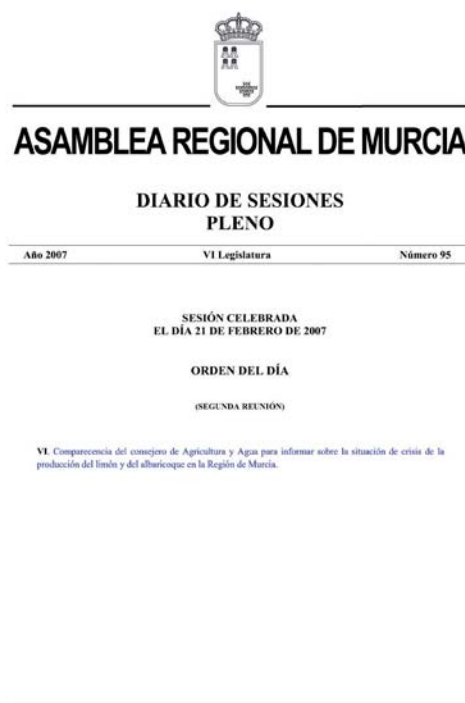 ASAMBLEA REGIONAL DE MURCIA
DIARIO DE SESIONES
PLENO
Año 2007 VI Legislatura Número 95
SESIÓN CELEBRADA
EL DÍA 21 DE FEBRERO DE 2007
ORDEN DEL DÍA
(SEGUNDA REUNIÓN)
VI. Comparecencia del consejero de Agricultura y Agua para informar sobre la situación de crisis de la
producción del limón y del albaricoque en la Región de Murcia.